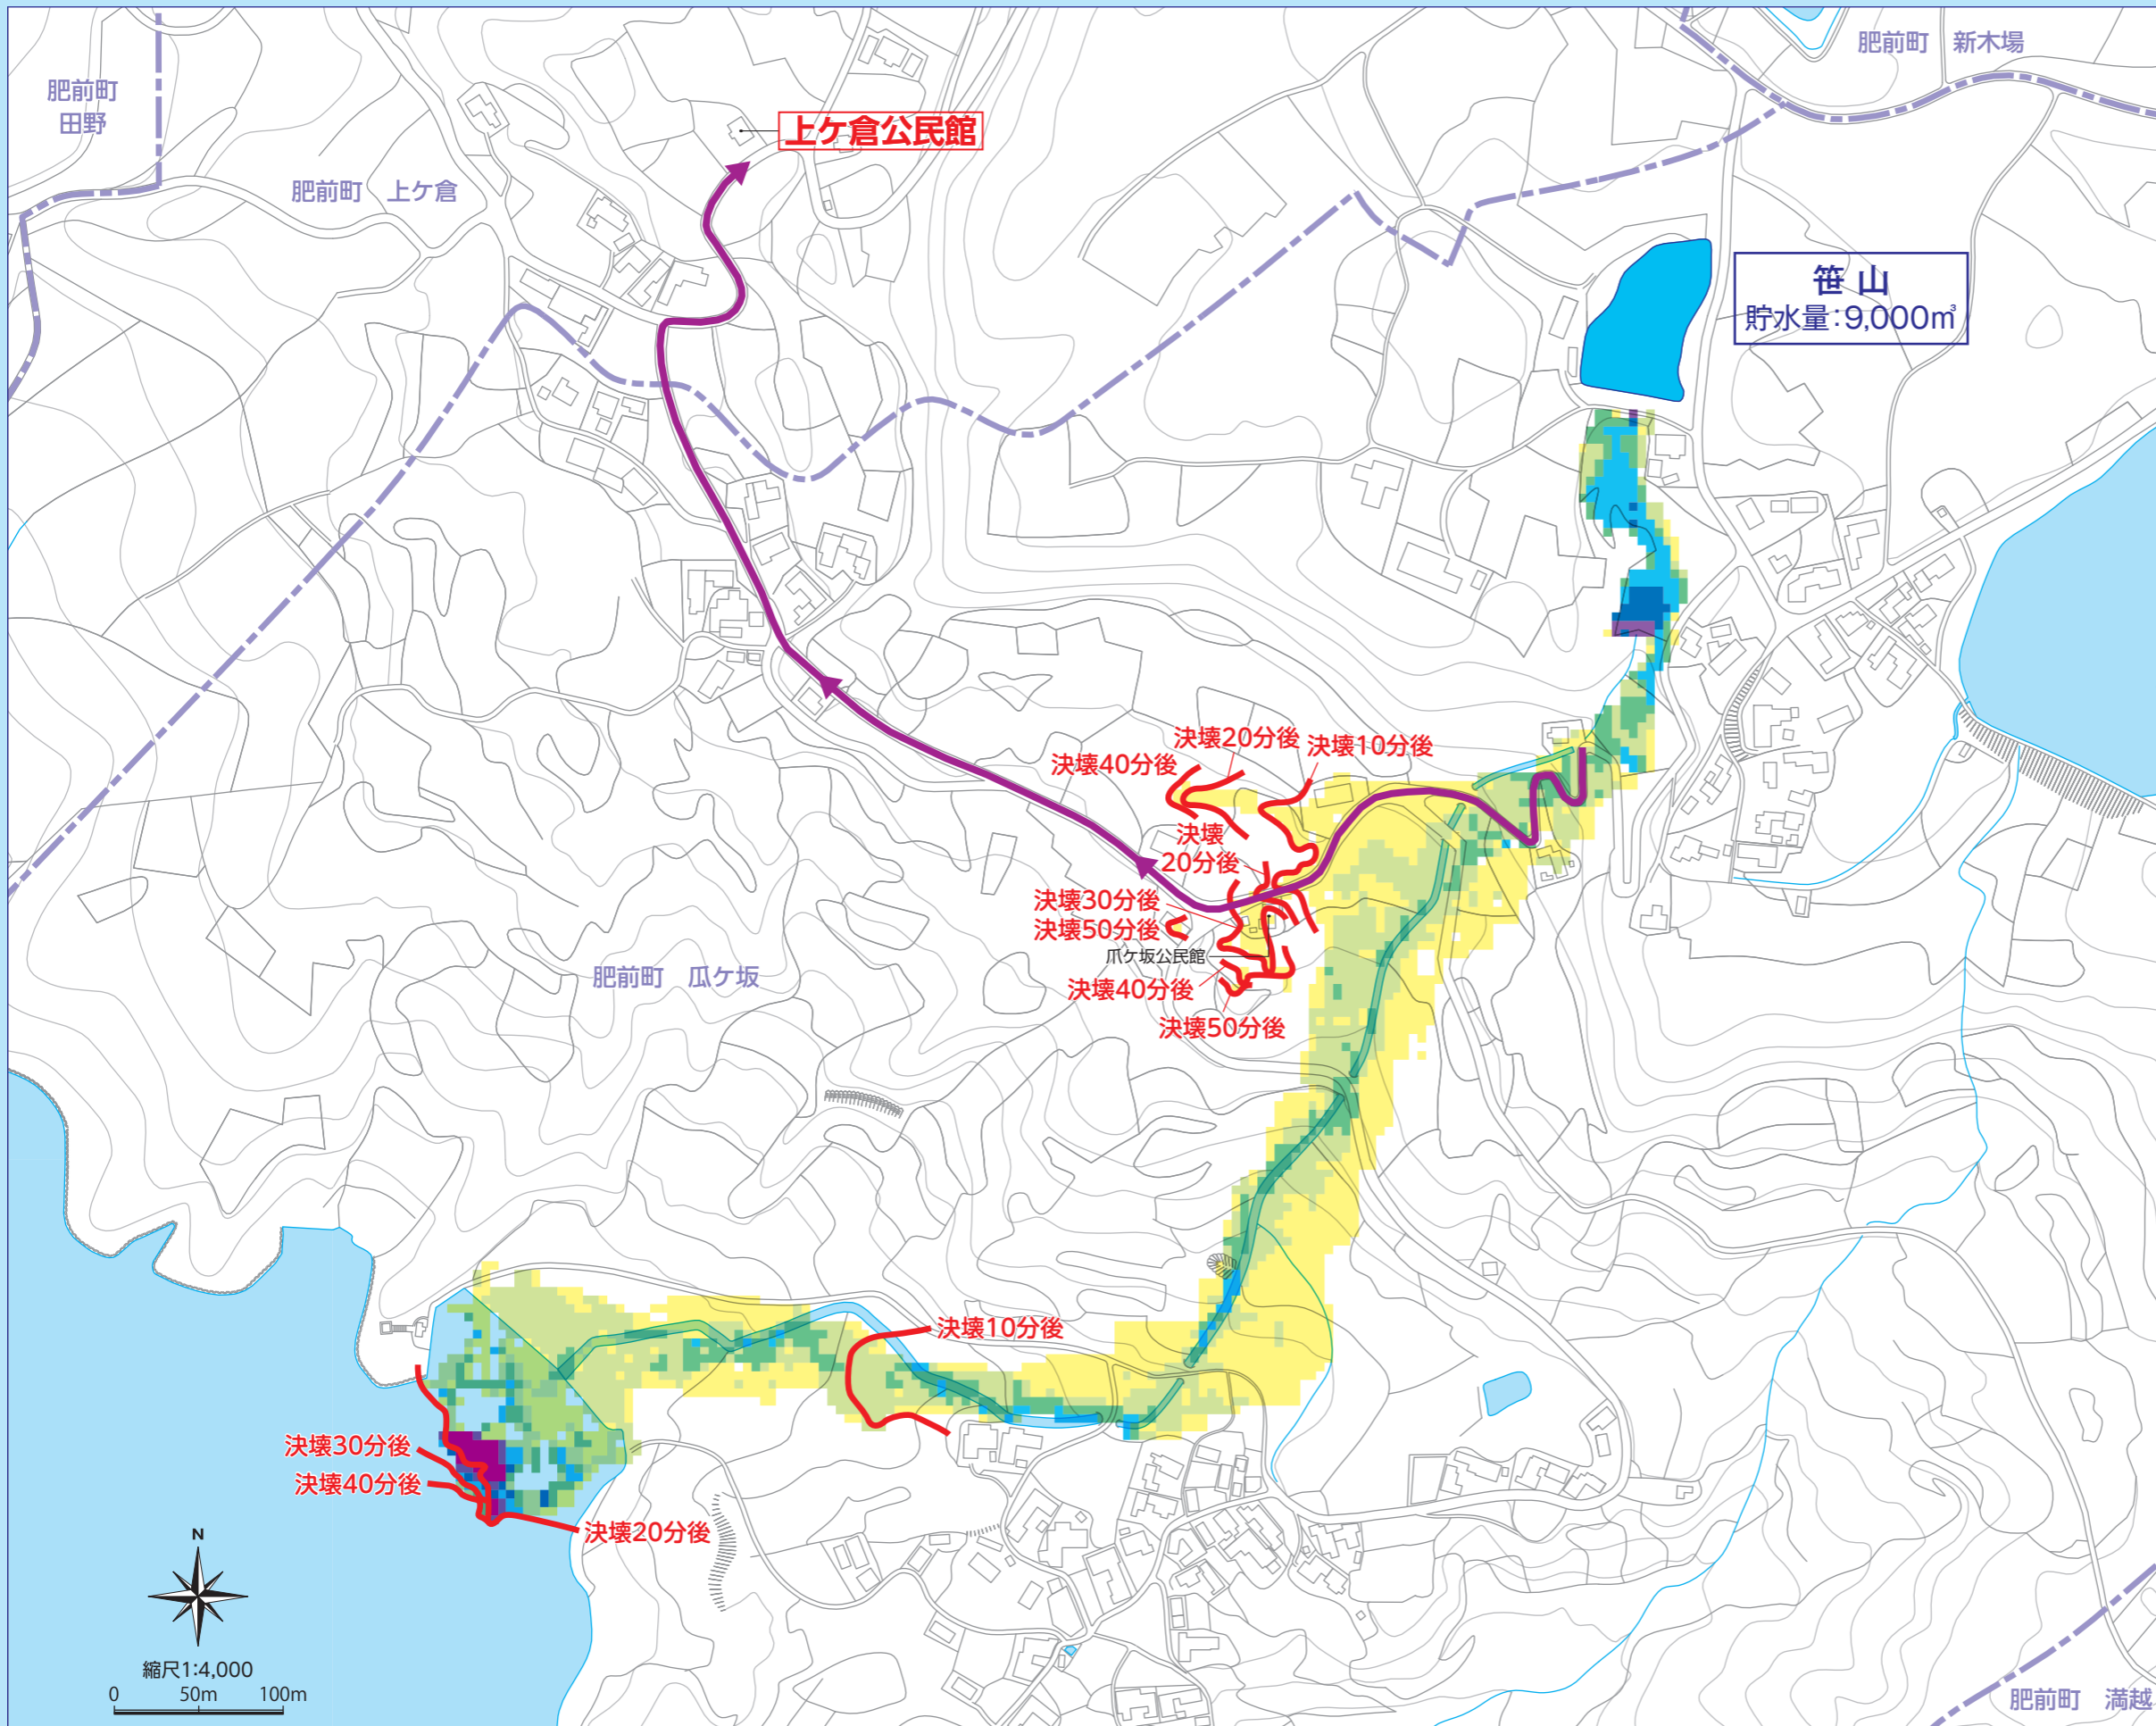 肥前町　新木場
肥前町
田野
上ケ倉公民館
肥前町　上ケ倉
笹 山
貯水量：9,000㎥
決壊20分後
決壊10分後
決壊40分後
決壊
20分後
決壊30分後
決壊50分後
爪ケ坂公民館
肥前町　瓜ケ坂
決壊40分後
決壊50分後
決壊10分後
決壊30分後
決壊40分後
決壊20分後
N
縮尺1:4,000
0 50m 100m
肥前町　満越